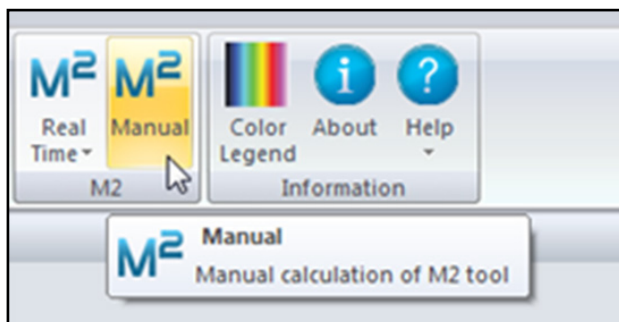 M² M²
Real Manual Color About Help
Time Legend
M2 Information
Manual
M² Manual calculation of M2 tool